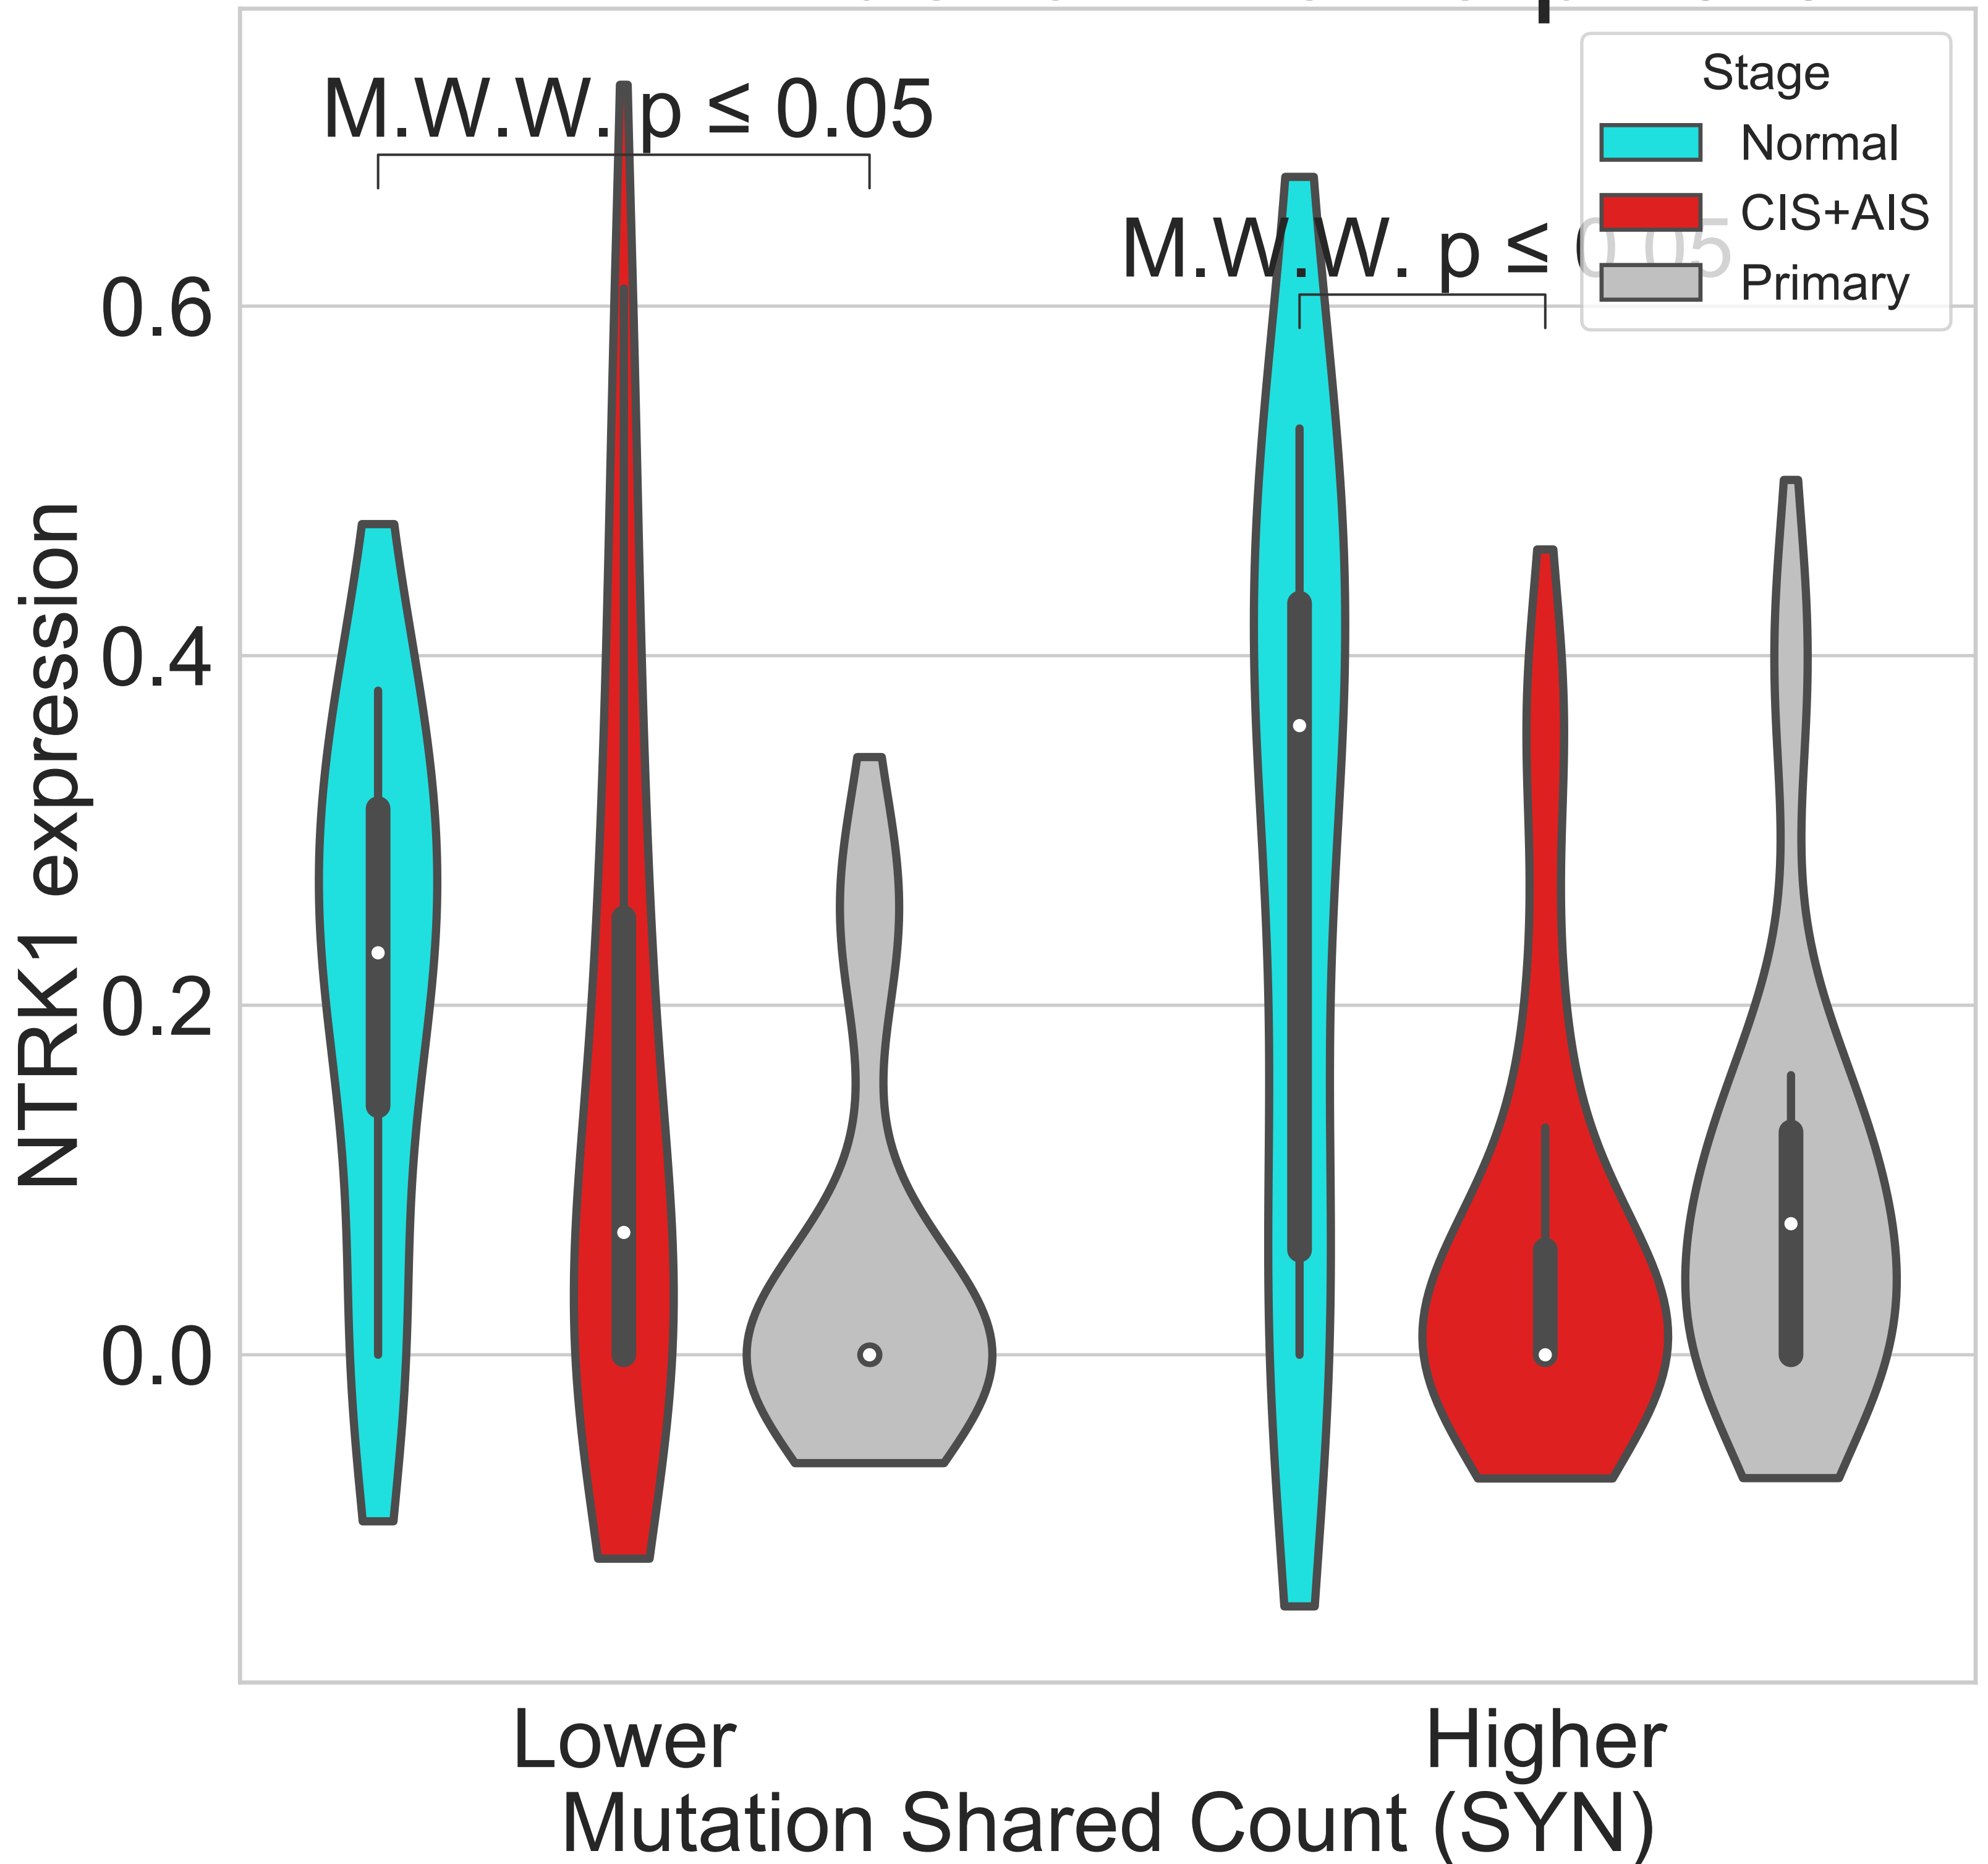 M.W.W. p ≤ 0.05
M.W.W. p ≤ 0.05
Stage
Normal
CIS+AIS
Primary
0.6
0.4
0.2
0.0
NTRK1 expression
Lower
Higher
Mutation Shared Count (SYN)